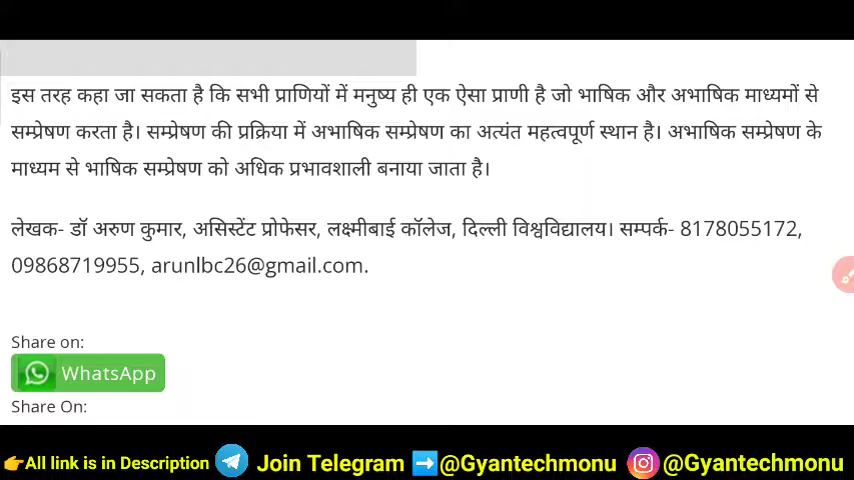 इस तरह कहा जा सकता है कि सभी प्राणियों में मनुष्य ही एक ऐसा प्राणी है जो भाषिक और अभाषिक माध्यमों से
सम्प्रेषण करता है। सम्प्रेषण की प्रक्रिया में अभाषिक सम्प्रेषण का अत्यंत महत्वपूर्ण स्थान है। अभाषिक सम्प्रेषण के
माध्यम से भाषिक सम्प्रेषण को अधिक प्रभावशाली बनाया जाता है।
लेखक- डॉ अरुण कुमार, असिस्टेंट प्रोफेसर, लक्ष्मीबाई कॉलेज, दिल्ली विश्वविद्यालय। सम्पर्क- 8178055172,
09868719955, arunlbc26@gmail.com.
Share on:
WhatsApp
Share On:
👉All link is in Description Join Telegram ➡️@Gyantechmonu @Gyantechmonu